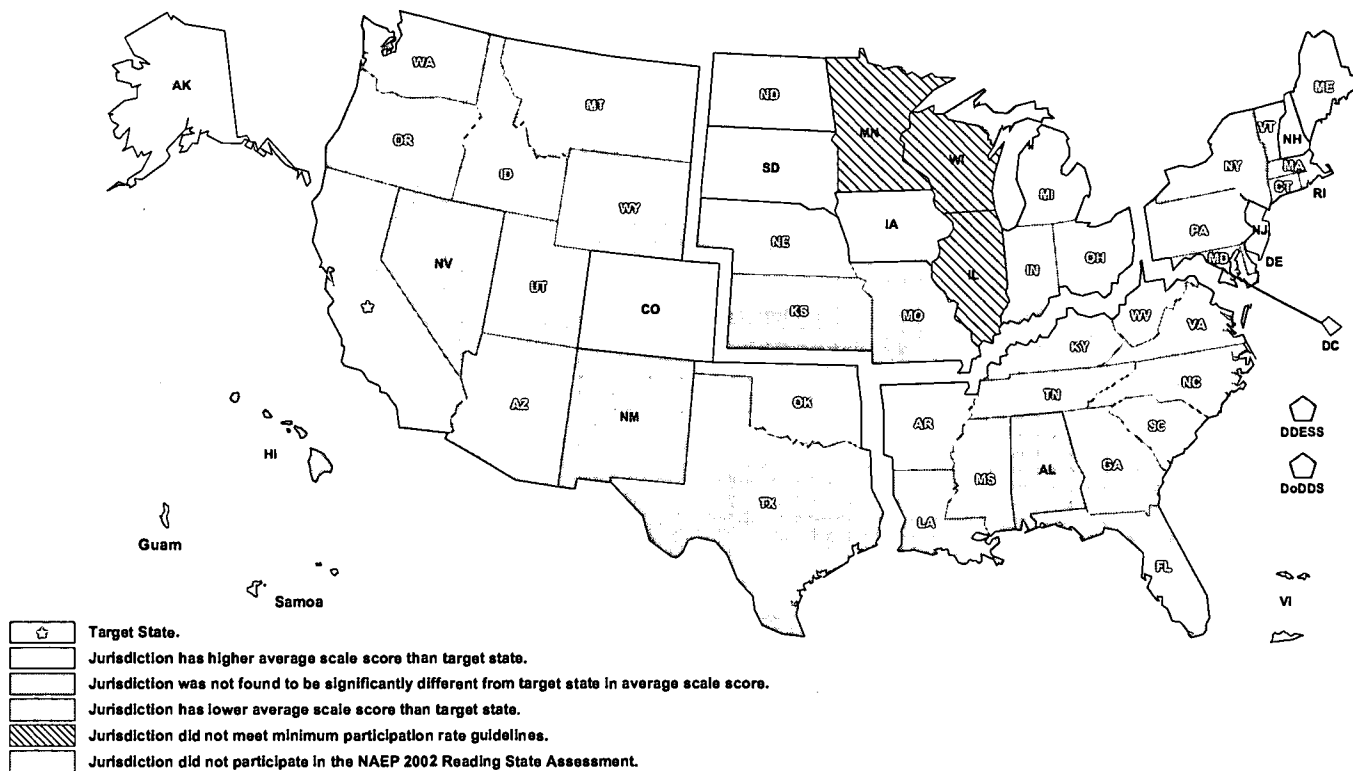 AK
WA
MT
ND
MN
ME
OR
ID
SD
WI
VT
NH
NY
MA
CT
RI
WY
MI
IA
NE
PA
NJ
NV
UT
CO
IL
IN
OH
MD
DE
KS
MO
WV
VA
DC
KY
AZ
NM
OK
TN
NC
AR
SC
DDESS
HI
MS
AL
GA
TX
LA
DoDDS
Guam
FL
Samoa
VI
Target State.
Jurisdiction has higher average scale score than target state.
Jurisdiction was not found to be significantly different from target state in average scale score.
Jurisdiction has lower average scale score than target state.
Jurisdiction did not meet minimum participation rate guidelines.
Jurisdiction did not participate in the NAEP 2002 Reading State Assessment.